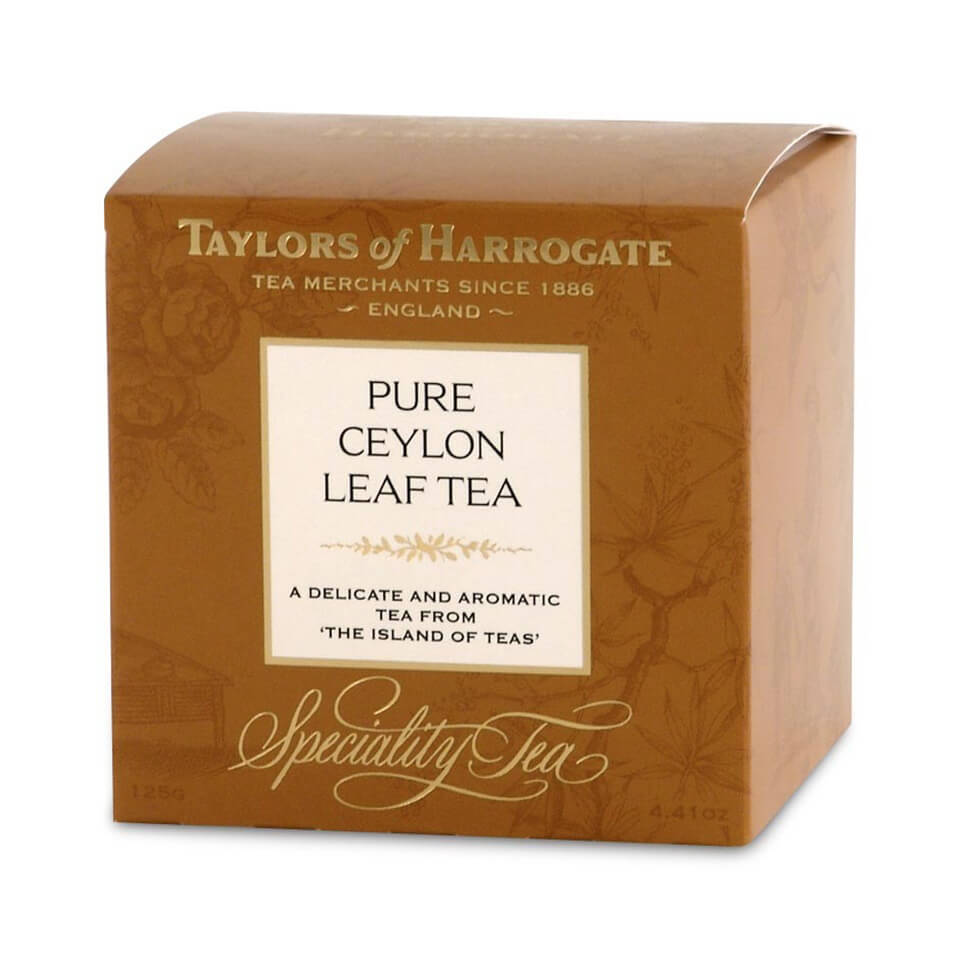 TAYLORS of HARROGATE
TEA MERCHANTS SINCE 1886
~ ENGLAND ~
PURE
CEYLON
LEAF TEA
A DELICATE AND AROMATIC
TEA FROM
‘THE ISLAND OF TEAS’
Speciality Tea
125G
4.41OZ